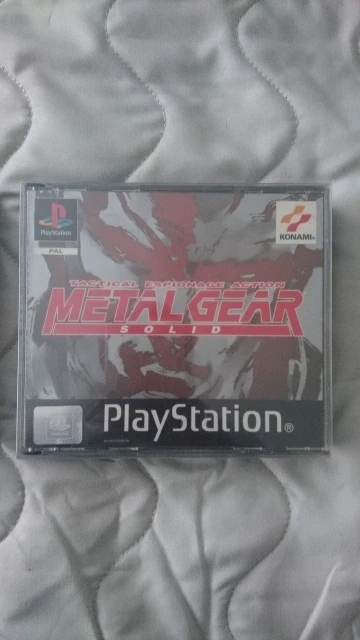 PlayStation
PAL
KONAMI
TACTICAL ESPIONAGE ACTION
METAL GEAR
SOLID
PlayStation®